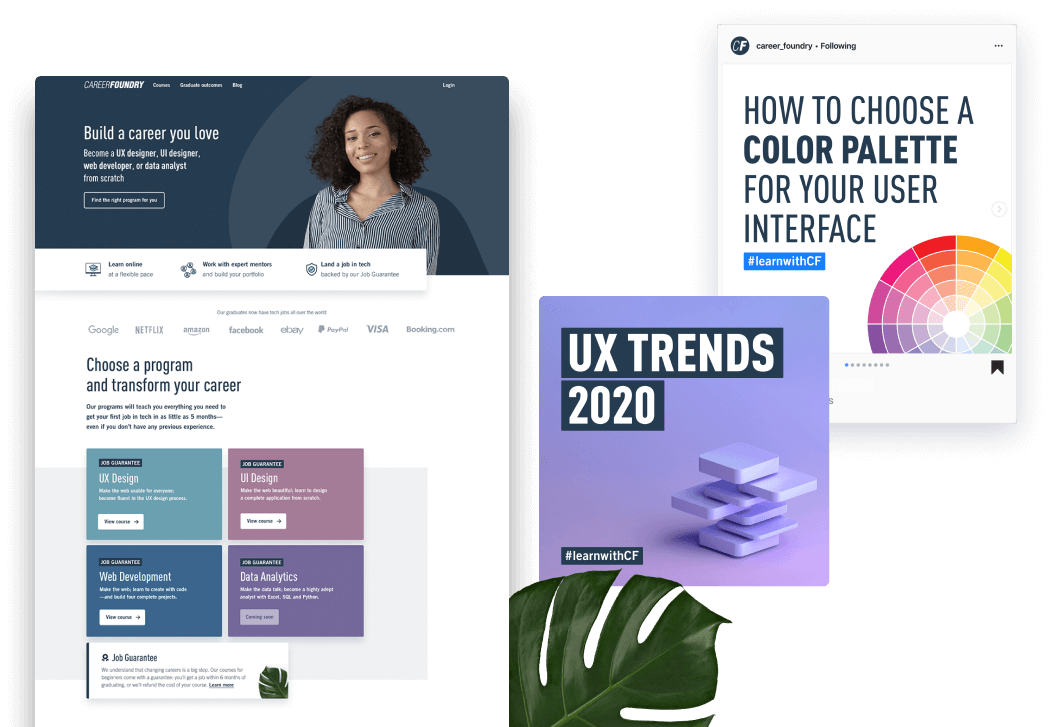 CAREERFOUNDRY Courses Graduate outcomes Blog Login
Build a career you love
Become a UX designer, UI designer,
web developer, or data analyst
from scratch
Find the right program for you
Learn online
at a flexible pace
Work with expert mentors
and build your portfolio
Land a job in tech
backed by our Job Guarantee
Our graduates now have tech jobs all over the world
Google NETFLIX amazon facebook ebay PayPal VISA Booking.com
Choose a program
and transform your career
Our programs will teach you everything you need to
get your first job in tech in as little as 5 months—
even if you don't have any previous experience.
JOB GUARANTEE
UX Design
Make the web usable for everyone;
become fluent in the UX design process.
View course →
JOB GUARANTEE
UI Design
Make the web beautiful; learn to design
a complete application from scratch.
View course →
JOB GUARANTEE
Web Development
Make the web; learn to create with code
—and build four complete projects.
View course →
JOB GUARANTEE
Data Analytics
Make the data talk; become a highly adept
analyst with Excel, SQL and Python.
Coming soon
Job Guarantee
We understand that changing careers is a big step. Our courses for
beginners come with a guarantee: you'll get a job within 6 months of
graduating, or we'll refund the cost of your course. Learn more
UX TRENDS
2020
#learnwithCF
CF career_foundry • Following
HOW TO CHOOSE A
COLOR PALETTE
FOR YOUR USER
INTERFACE
#learnwithCF
s